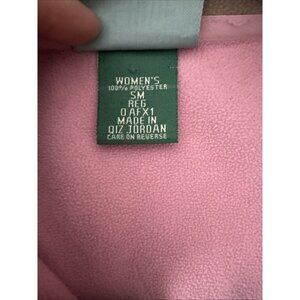 WOMEN'S
100% POLYESTER
SM
REG
0 AFX1
MADE IN
QIZ JORDAN
CARE ON REVERSE